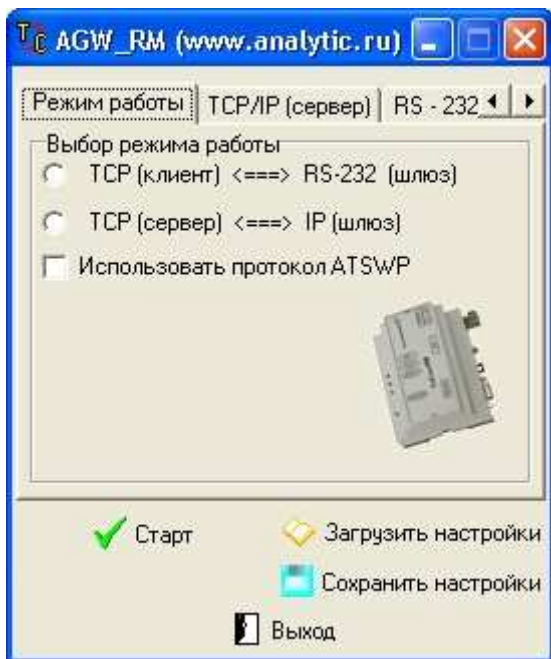 TC AGW_RM (www.analytic.ru)
Режим работы TCP/IP (сервер) RS - 232
Выбор режима работы
TCP (клиент) <===> RS-232 (шлюз)
TCP (сервер) <===> IP (шлюз)
Использовать протокол ATSWP
Старт
Загрузить настройки
Сохранить настройки
Выход